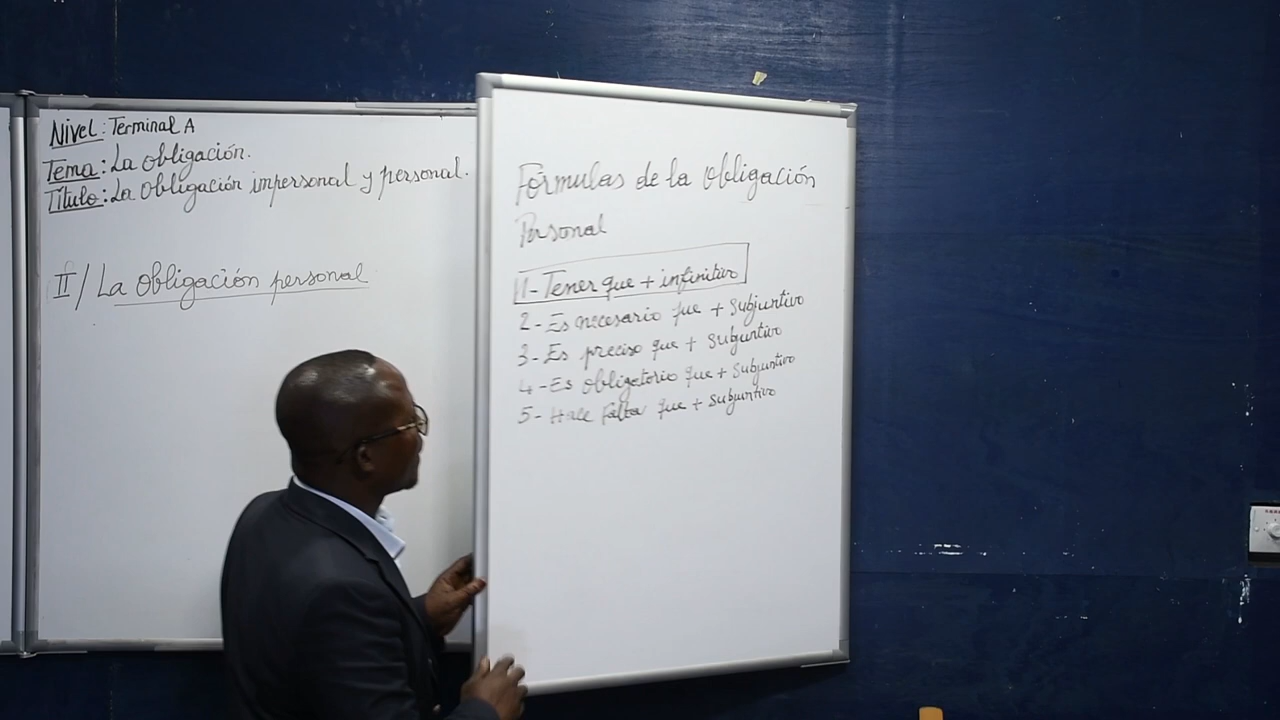 Nivel: Terminal A
Tema: La obligación.
Título: La obligación impersonal y personal.
II/ La obligación personal
Fórmulas de la obligación
Personal
1- Tener que + infinitivo
2- Es necesario que + Subjuntivo
3- Es preciso que + Subjuntivo
4- Es obligatorio que + Subjuntivo
5- Hace falta que + Subjuntivo